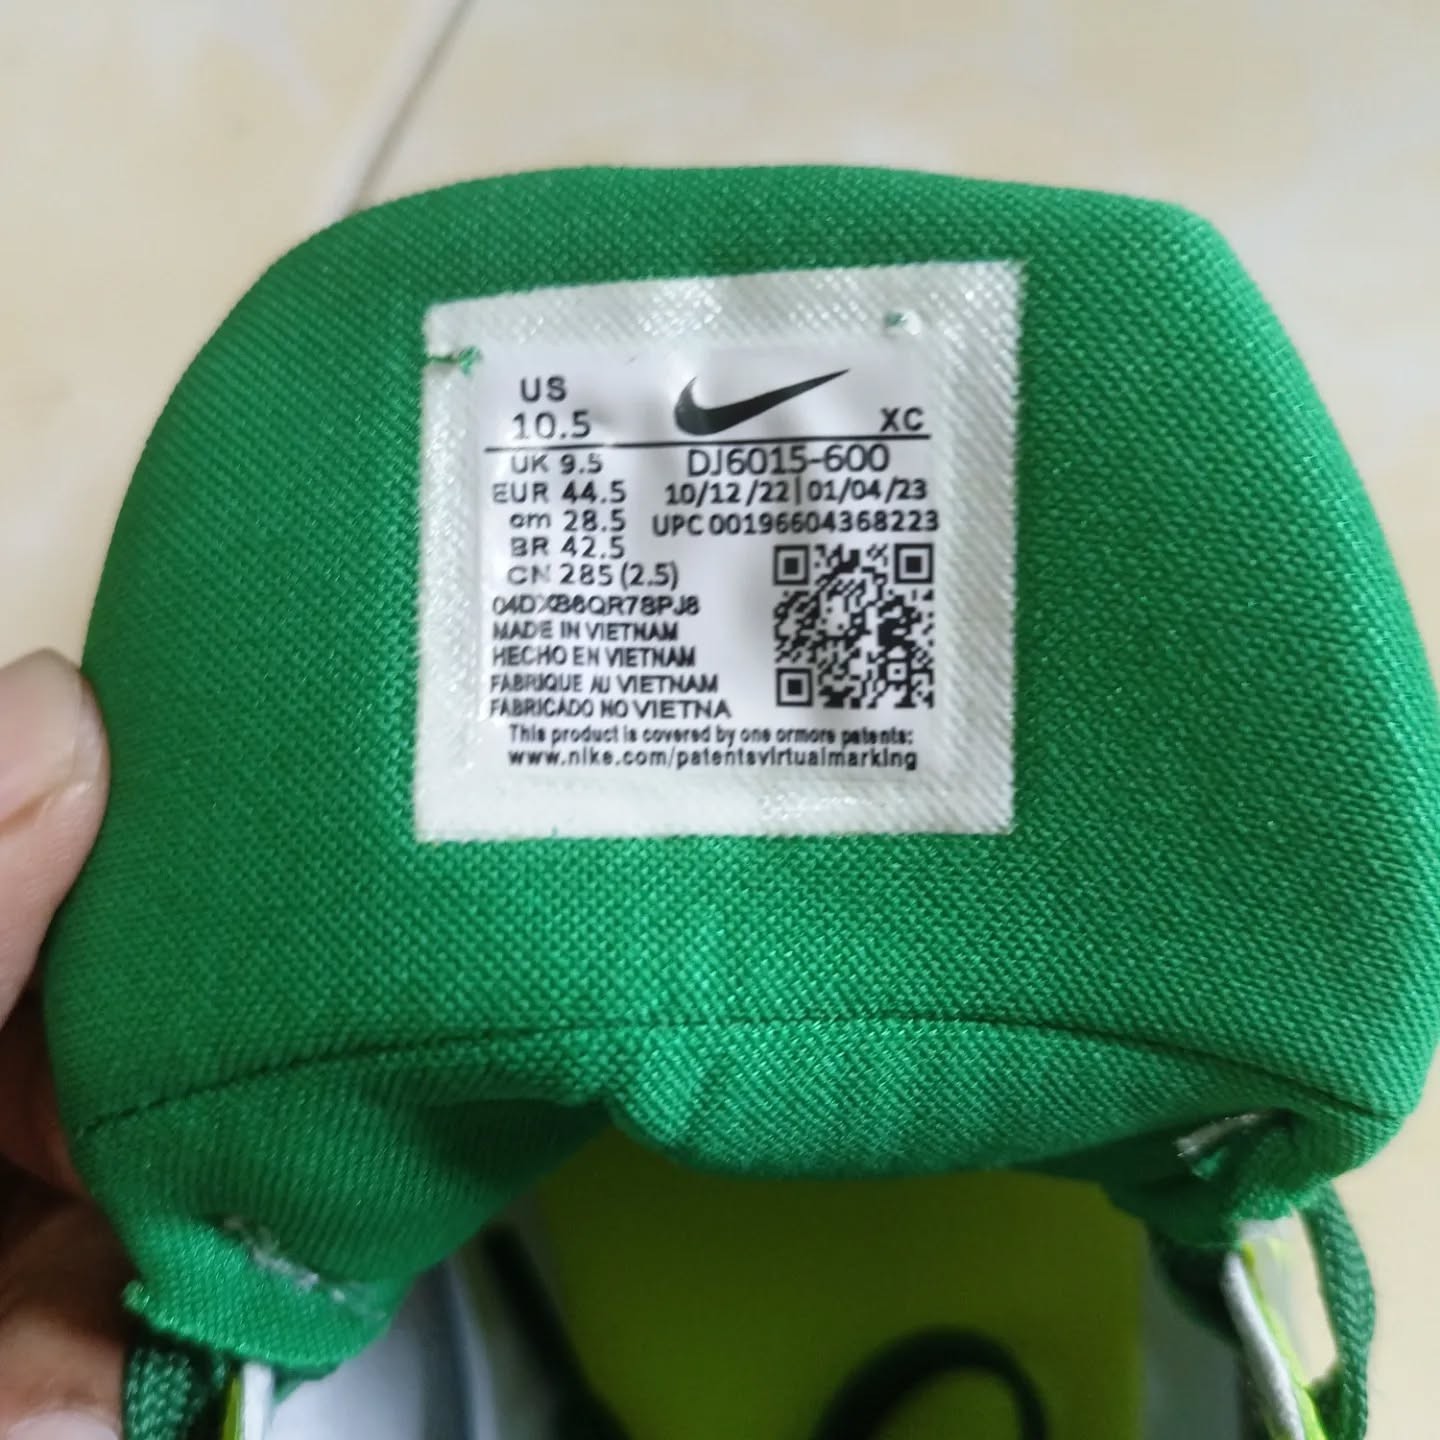 US
10.5
XC
UK 9.5
DJ6015-600
EUR 44.5
10/12/22|01/04/23
cm 28.5
UPC 00196604368223
BR 42.5
CN 285 (2.5)
04DXB6QR78PJ8
MADE IN VIETNAM
HECHO EN VIETNAM
FABRIQUE AU VIETNAM
FABRICADO NO VIETNA
This product is covered by one ormore patents:
www.nike.com/patentsvirtualmarking